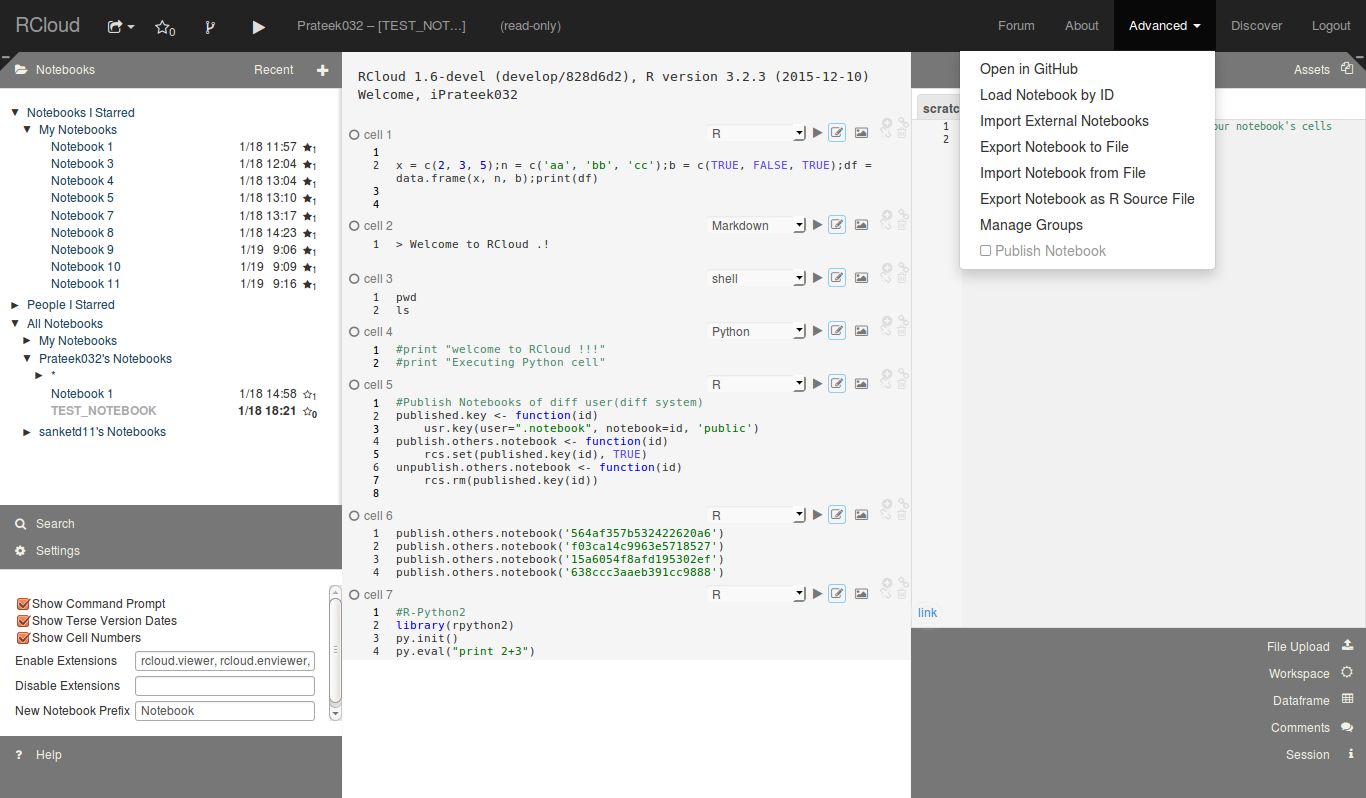 RCloud
0
Prateek032 – [TEST_NOT…]
(read-only)
Forum
About
Advanced
Discover
Logout
Notebooks
Recent
Notebooks I Starred
My Notebooks
Notebook 1 1/18 11:57 1
Notebook 3 1/18 12:04 1
Notebook 4 1/18 13:04 1
Notebook 5 1/18 13:10 1
Notebook 7 1/18 13:17 1
Notebook 8 1/18 14:23 1
Notebook 9 1/19 9:06 1
Notebook 10 1/19 9:09 1
Notebook 11 1/19 9:16 1
People I Starred
All Notebooks
My Notebooks
Prateek032's Notebooks
*
Notebook 1 1/18 14:58 1
TEST_NOTEBOOK 1/18 18:21 0
sanketd11's Notebooks
Search
Settings
Show Command Prompt
Show Terse Version Dates
Show Cell Numbers
Enable Extensions rcloud.viewer, rcloud.enviewer,
Disable Extensions
New Notebook Prefix Notebook
? Help
RCloud 1.6-devel (develop/828d6d2), R version 3.2.3 (2015-12-10)
Welcome, iPrateek032
cell 1 R
1
2 x = c(2, 3, 5);n = c('aa', 'bb', 'cc');b = c(TRUE, FALSE, TRUE);df =
data.frame(x, n, b);print(df)
3
4
cell 2 Markdown
1 > Welcome to RCloud .!
cell 3 shell
1 pwd
2 ls
cell 4 Python
1 #print "welcome to RCloud !!!"
2 #print "Executing Python cell"
cell 5 R
1 #Publish Notebooks of diff user(diff system)
2 published.key <- function(id)
3 usr.key(user=".notebook", notebook=id, 'public')
4 publish.others.notebook <- function(id)
5 rcs.set(published.key(id), TRUE)
6 unpublish.others.notebook <- function(id)
7 rcs.rm(published.key(id))
8
cell 6 R
1 publish.others.notebook('564af357b532422620a6')
2 publish.others.notebook('f03ca14c9963e5718527')
3 publish.others.notebook('15a6054f8afd195302ef')
4 publish.others.notebook('638ccc3aaeb391cc9888')
cell 7 R
1 #R-Python2
2 library(rpython2)
3 py.init()
4 py.eval("print 2+3")
Open in GitHub
Load Notebook by ID
Import External Notebooks
Export Notebook to File
Import Notebook from File
Export Notebook as R Source File
Manage Groups
Publish Notebook
Assets
scratc
1 our notebook's cells
2
link
File Upload
Workspace
Dataframe
Comments
Session